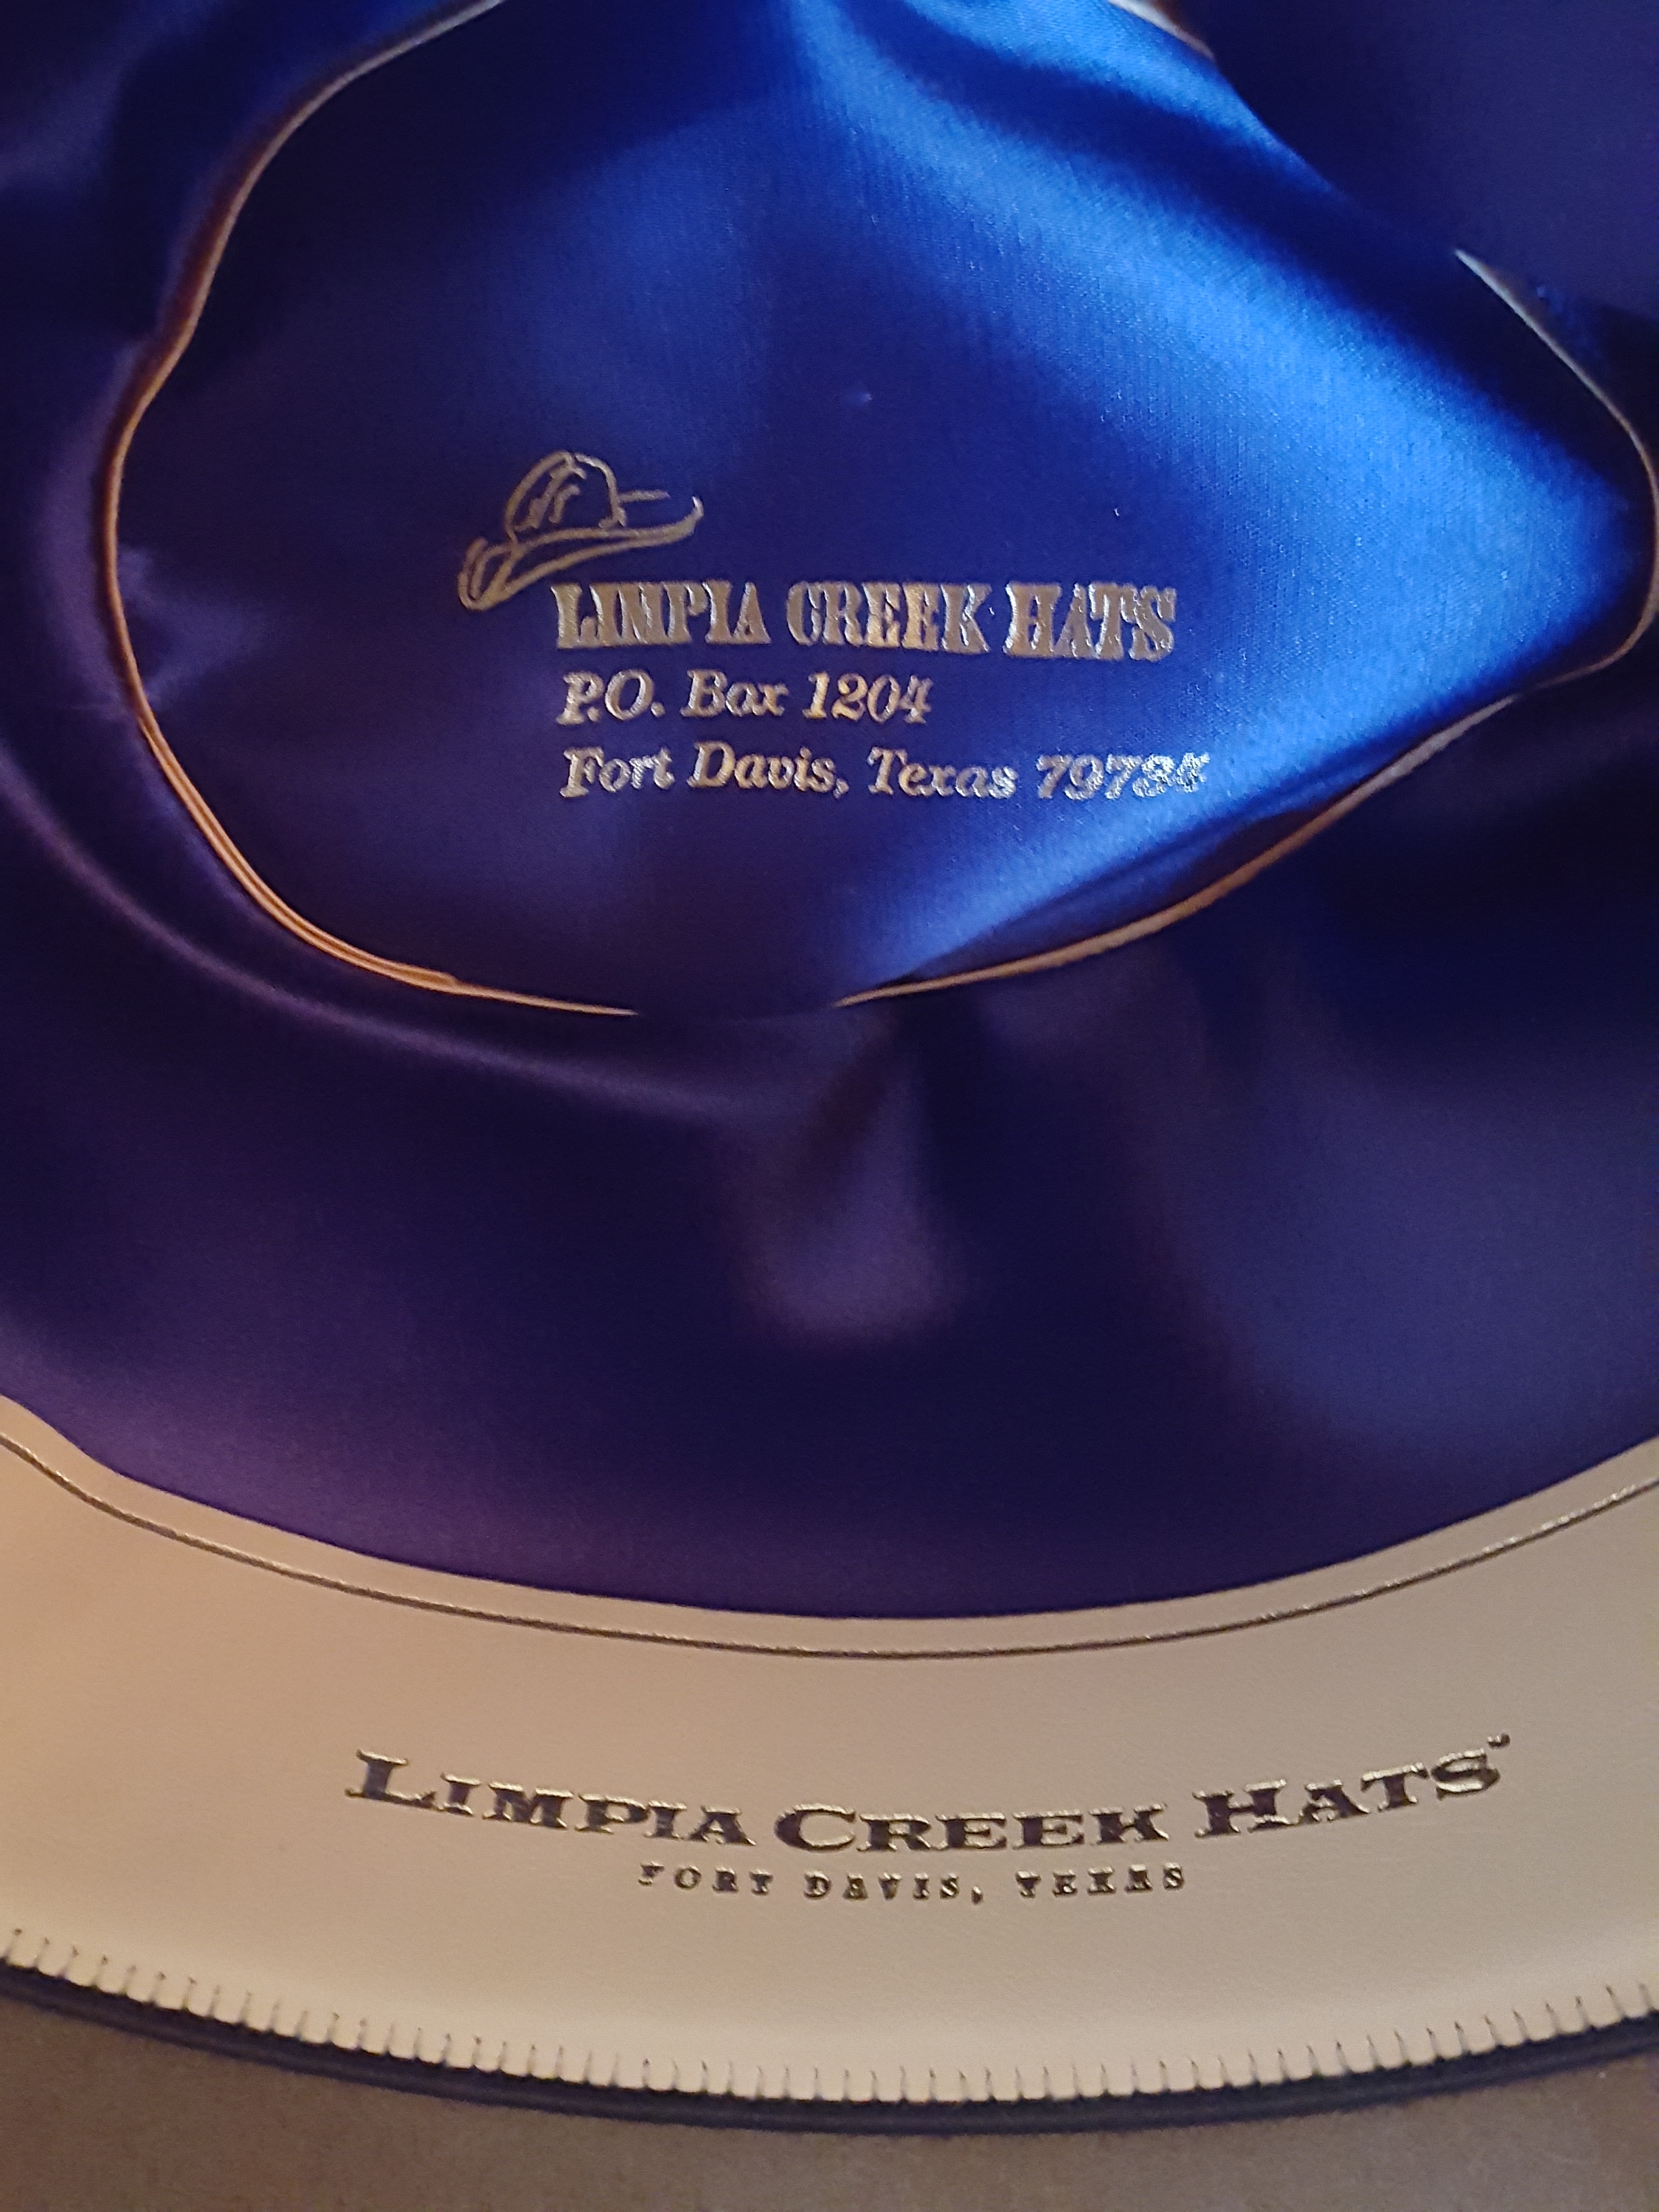 LIMPIA CREEK HATS
P.O. Box 1204
Fort Davis, Texas 79734
LIMPIA CREEK HATS
FORT DAVIS, TEXAS